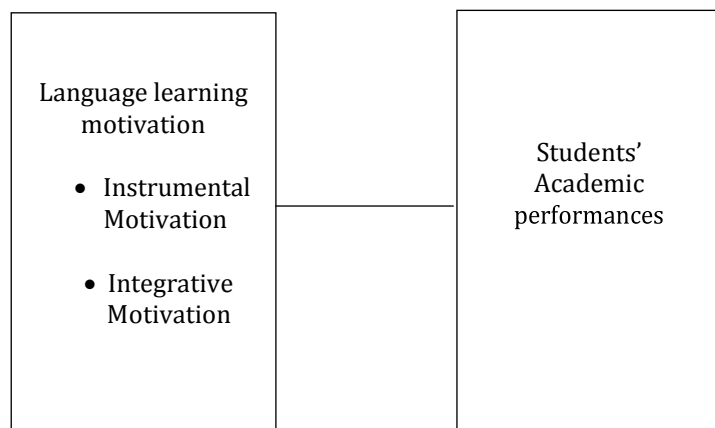 Language learning
motivation
• Instrumental
Motivation
• Integrative
Motivation
Students’
Academic
performances